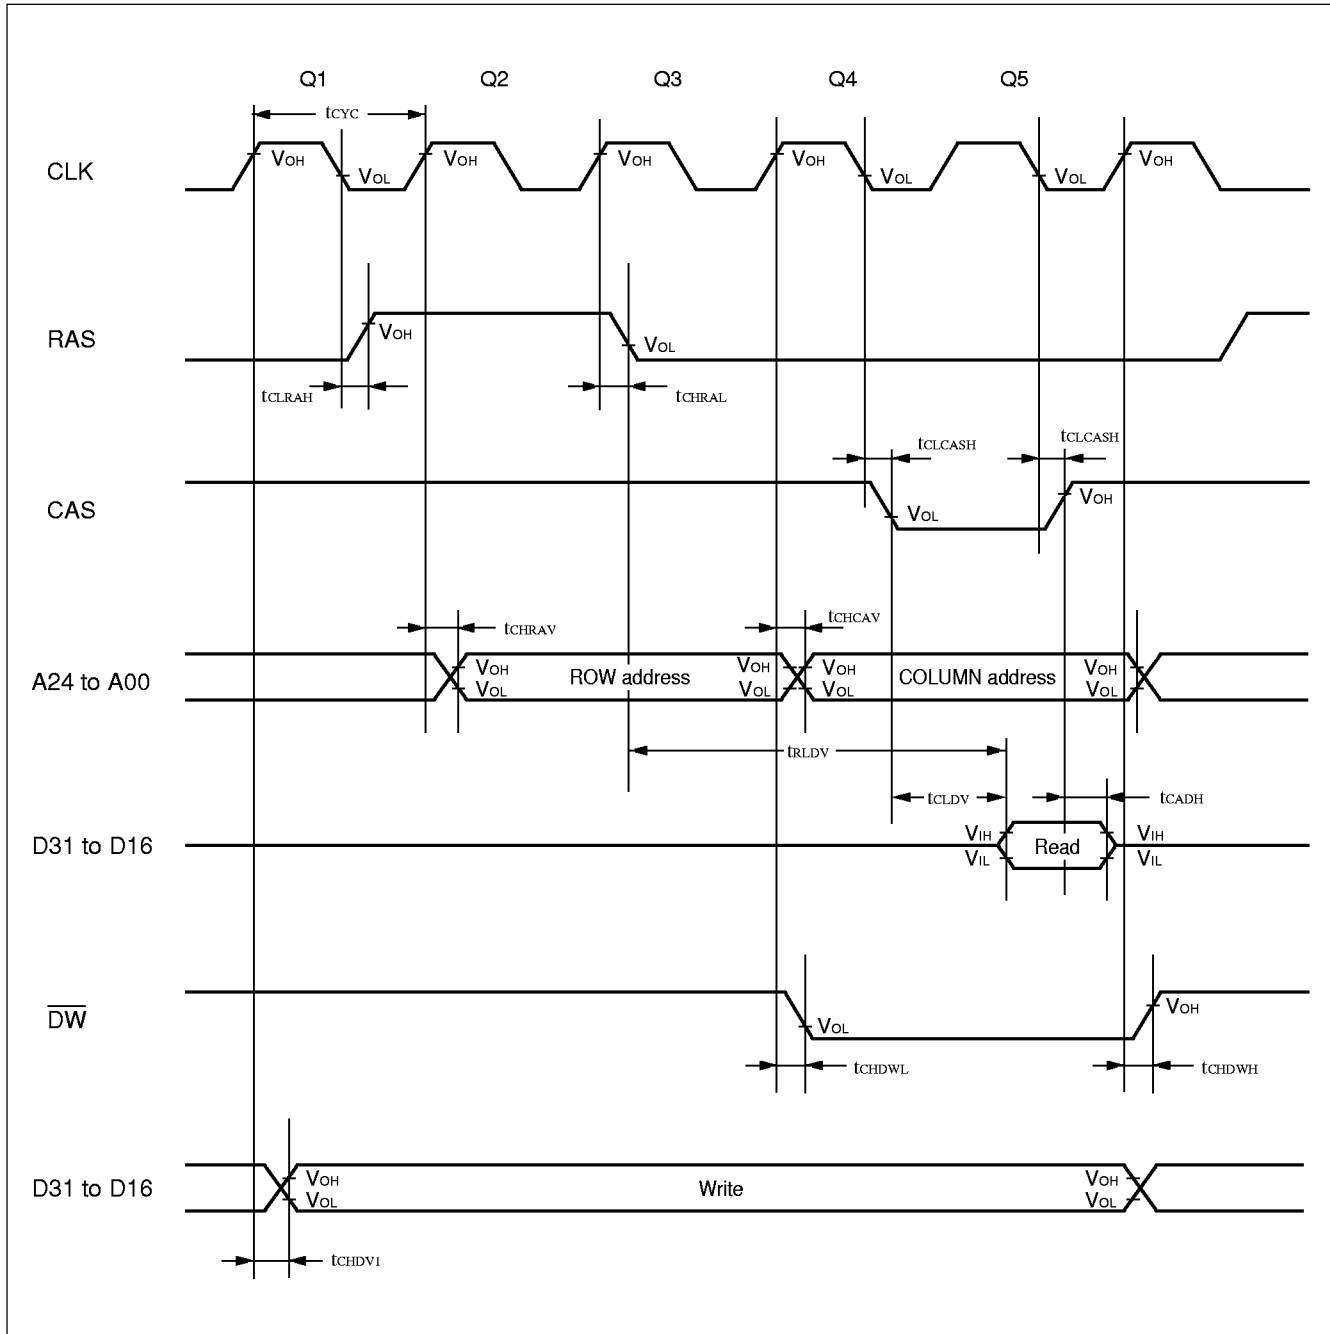 Q1 Q2 Q3 Q4 Q5
tCYC
CLK VOH VOL VOH VOH VOH VOL VOL VOH
RAS VOH VOL
tCLRAH tCHRAL
tCLCASH tCLCASH
CAS VOL VOH
tCHRAV tCHCAV
A24 to A00 VOH VOL ROW address VOH VOL VOH VOL COLUMN address VOH VOL
tRLDV
tCLDV tCADH
D31 to D16 VIH VIL Read VIH VIL
DW VOL VOH
tCHDWL tCHDWH
D31 to D16 VOH VOL Write VOH VOL
tCHDV1